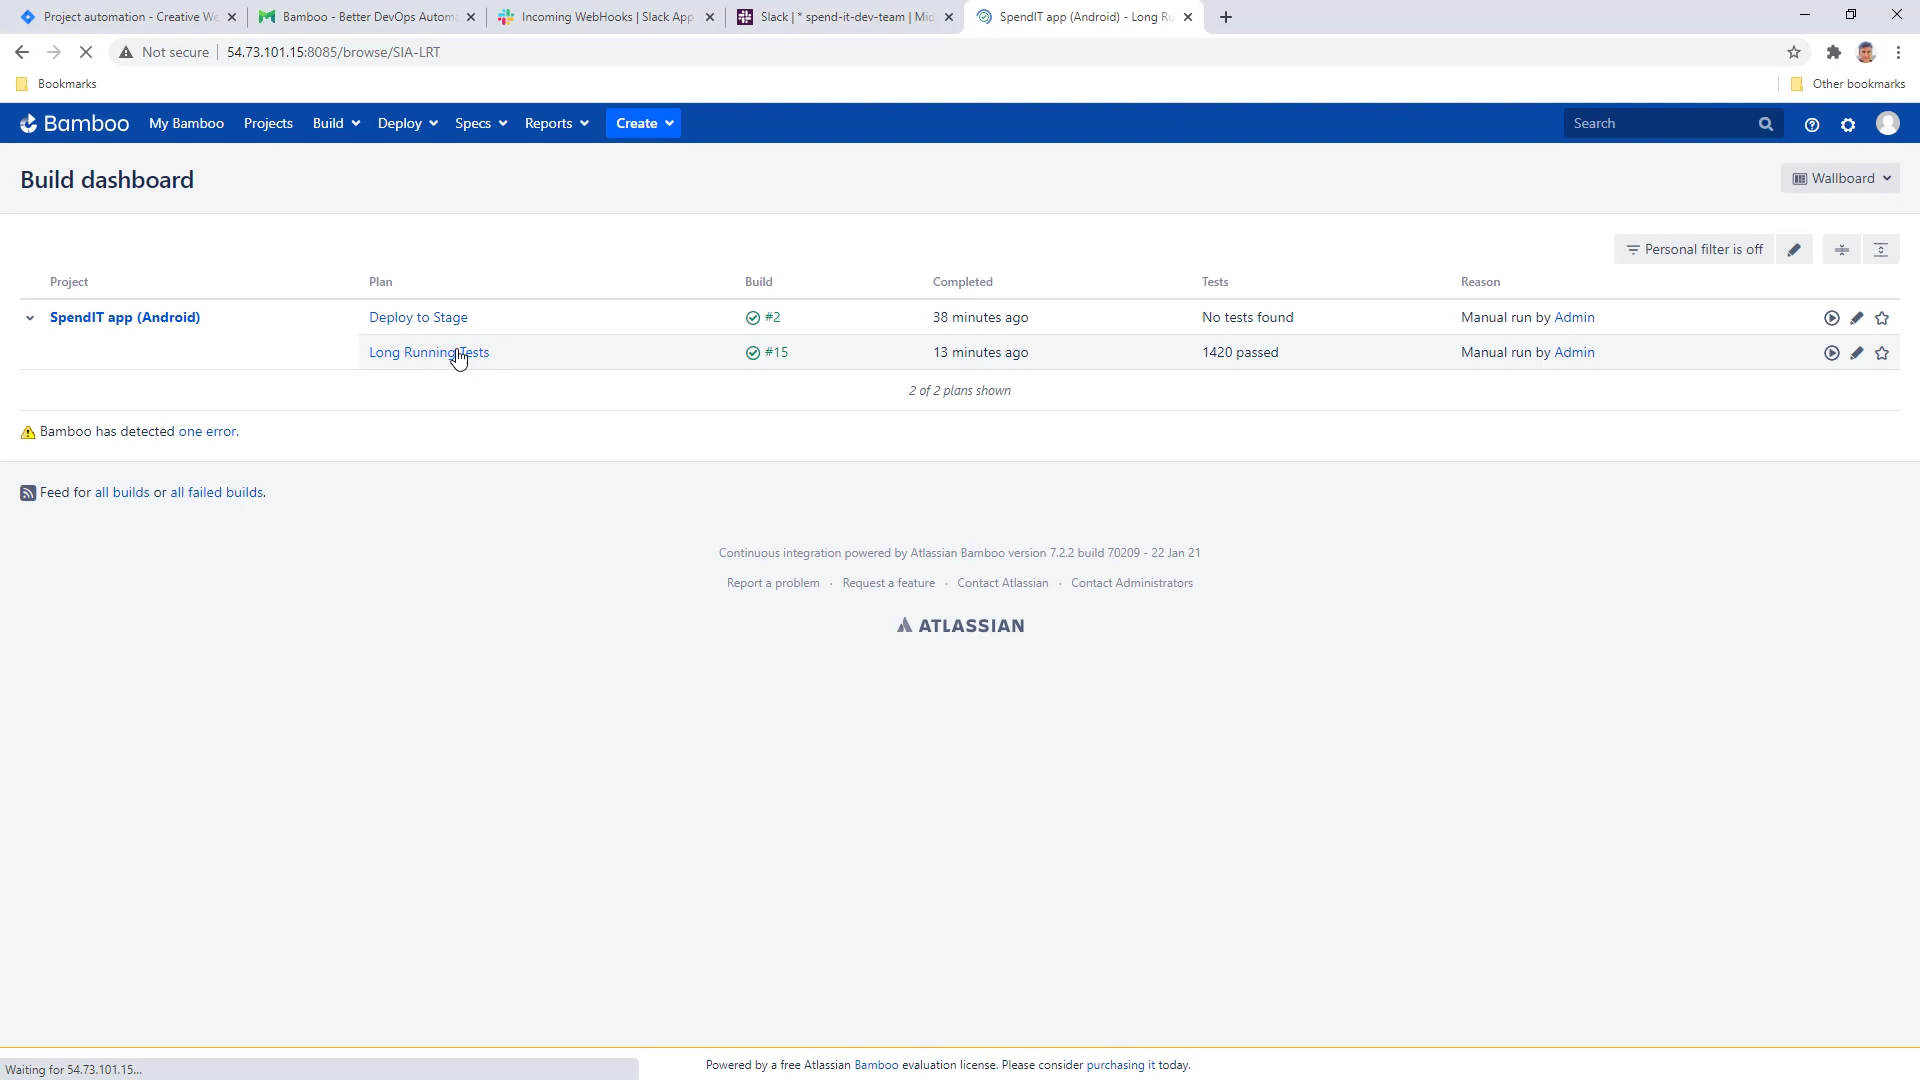 Project automation - Creative We
Bamboo - Better DevOps Autom
Incoming WebHooks | Slack App
Slack | * spend-it-dev-team | Mid
SpendIT app (Android) - Long Ru
Not secure 54.73.101.15:8085/browse/SIA-LRT
Bookmarks
Other bookmarks
Bamboo My Bamboo Projects Build Deploy Specs Reports Create Search
Build dashboard
Wallboard
Personal filter is off
Project Plan Build Completed Tests Reason
SpendIT app (Android) Deploy to Stage #2 38 minutes ago No tests found Manual run by Admin
Long Running Tests #15 13 minutes ago 1420 passed Manual run by Admin
2 of 2 plans shown
Bamboo has detected one error.
Feed for all builds or all failed builds.
Continuous integration powered by Atlassian Bamboo version 7.2.2 build 70209 - 22 Jan 21
Report a problem · Request a feature · Contact Atlassian · Contact Administrators
ATLASSIAN
Powered by a free Atlassian Bamboo evaluation license. Please consider purchasing it today.
Waiting for 54.73.101.15...